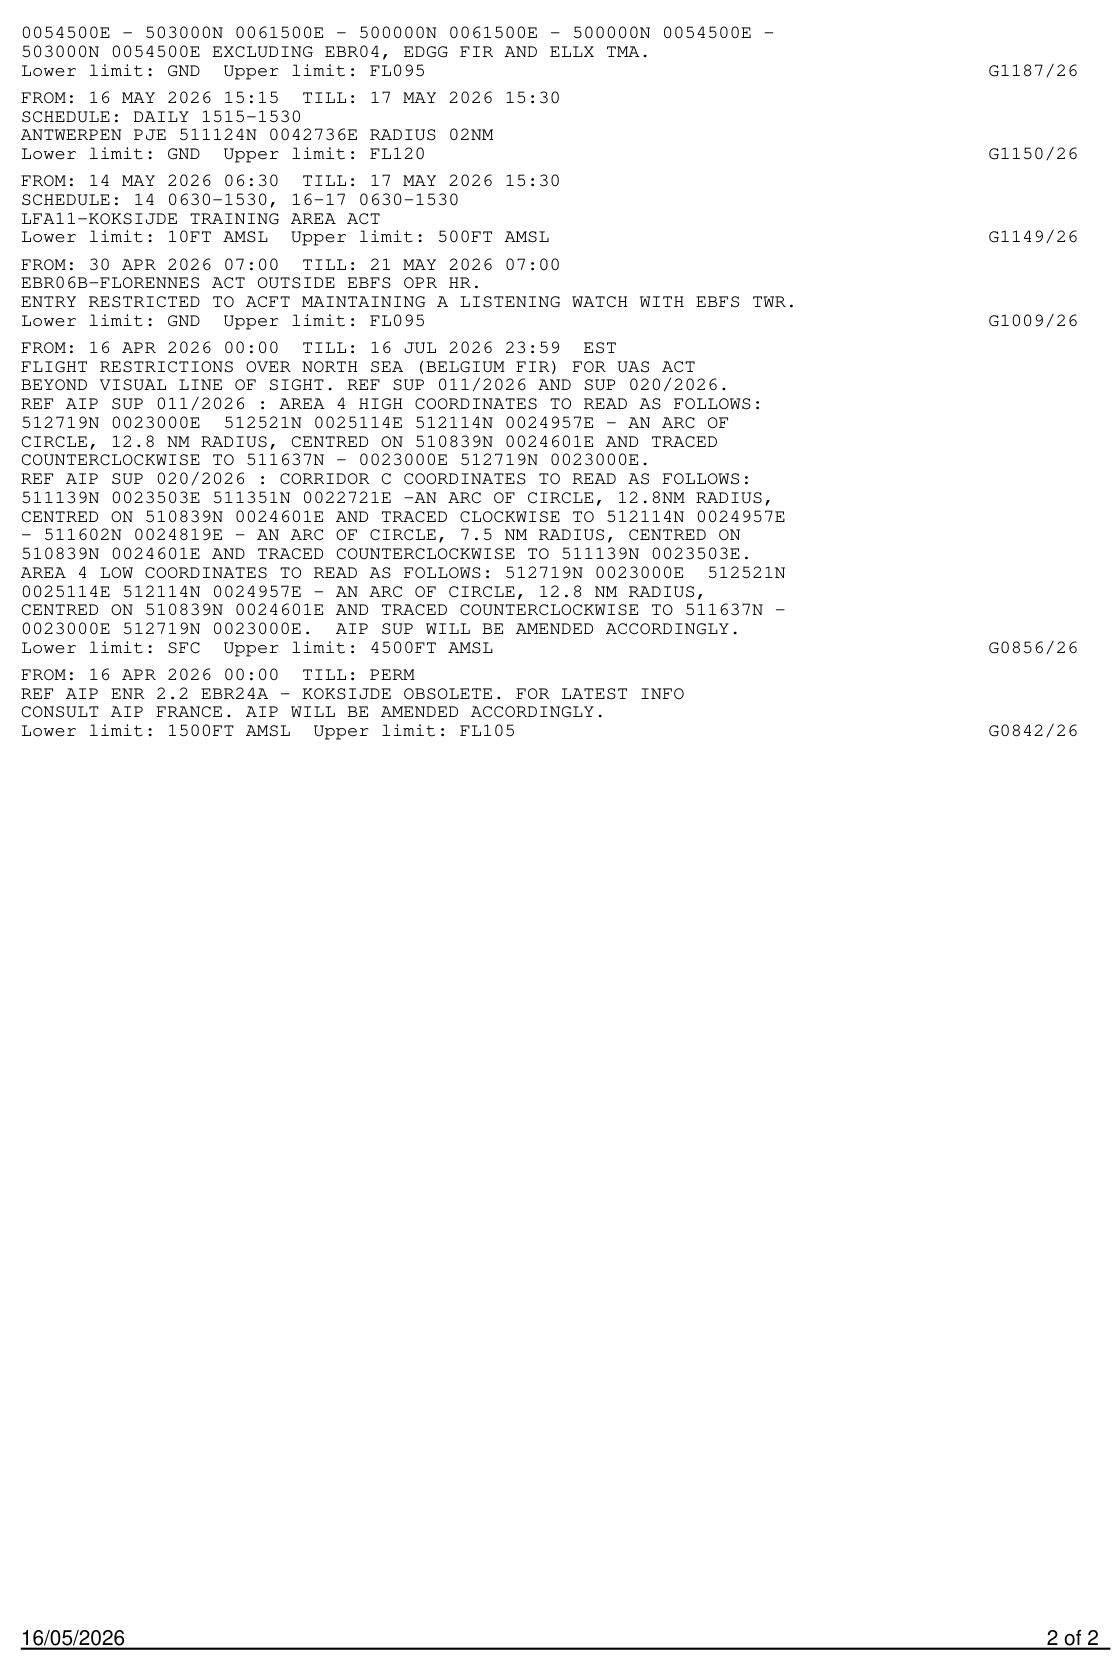 0054500E - 503000N 0061500E - 500000N 0061500E - 500000N 0054500E -
503000N 0054500E EXCLUDING EBR04, EDGG FIR AND ELLX TMA.
Lower limit: GND  Upper limit: FL095 G1187/26
FROM: 16 MAY 2026 15:15  TILL: 17 MAY 2026 15:30
SCHEDULE: DAILY 1515-1530
ANTWERPEN PJE 511124N 0042736E RADIUS 02NM
Lower limit: GND  Upper limit: FL120 G1150/26
FROM: 14 MAY 2026 06:30  TILL: 17 MAY 2026 15:30
SCHEDULE: 14 0630-1530, 16-17 0630-1530
LFA11-KOKSIJDE TRAINING AREA ACT
Lower limit: 10FT AMSL  Upper limit: 500FT AMSL G1149/26
FROM: 30 APR 2026 07:00  TILL: 21 MAY 2026 07:00
EBR06B-FLORENNES ACT OUTSIDE EBFS OPR HR.
ENTRY RESTRICTED TO ACFT MAINTAINING A LISTENING WATCH WITH EBFS TWR.
Lower limit: GND  Upper limit: FL095 G1009/26
FROM: 16 APR 2026 00:00  TILL: 16 JUL 2026 23:59  EST
FLIGHT RESTRICTIONS OVER NORTH SEA (BELGIUM FIR) FOR UAS ACT
BEYOND VISUAL LINE OF SIGHT. REF SUP 011/2026 AND SUP 020/2026.
REF AIP SUP 011/2026 : AREA 4 HIGH COORDINATES TO READ AS FOLLOWS:
512719N 0023000E  512521N 0025114E 512114N 0024957E - AN ARC OF
CIRCLE, 12.8 NM RADIUS, CENTRED ON 510839N 0024601E AND TRACED
COUNTERCLOCKWISE TO 511637N - 0023000E 512719N 0023000E.
REF AIP SUP 020/2026 : CORRIDOR C COORDINATES TO READ AS FOLLOWS:
511139N 0023503E 511351N 0022721E -AN ARC OF CIRCLE, 12.8NM RADIUS,
CENTRED ON 510839N 0024601E AND TRACED CLOCKWISE TO 512114N 0024957E
- 511602N 0024819E - AN ARC OF CIRCLE, 7.5 NM RADIUS, CENTRED ON
510839N 0024601E AND TRACED COUNTERCLOCKWISE TO 511139N 0023503E.
AREA 4 LOW COORDINATES TO READ AS FOLLOWS: 512719N 0023000E  512521N
0025114E 512114N 0024957E - AN ARC OF CIRCLE, 12.8 NM RADIUS,
CENTRED ON 510839N 0024601E AND TRACED COUNTERCLOCKWISE TO 511637N -
0023000E 512719N 0023000E.  AIP SUP WILL BE AMENDED ACCORDINGLY.
Lower limit: SFC  Upper limit: 4500FT AMSL G0856/26
FROM: 16 APR 2026 00:00  TILL: PERM
REF AIP ENR 2.2 EBR24A - KOKSIJDE OBSOLETE. FOR LATEST INFO
CONSULT AIP FRANCE. AIP WILL BE AMENDED ACCORDINGLY.
Lower limit: 1500FT AMSL  Upper limit: FL105 G0842/26
16/05/2026 2 of 2